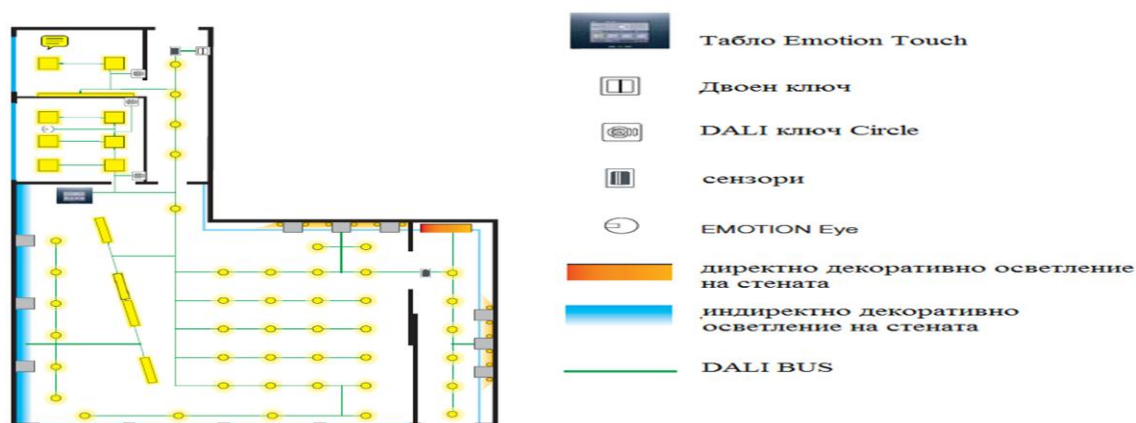 Табло Emotion Touch
Двоен ключ
DALI ключ Circle
сензори
EMOTION Eye
директно декоративно осветление
на стената
индиректно декоративно
осветление на стената
DALI BUS